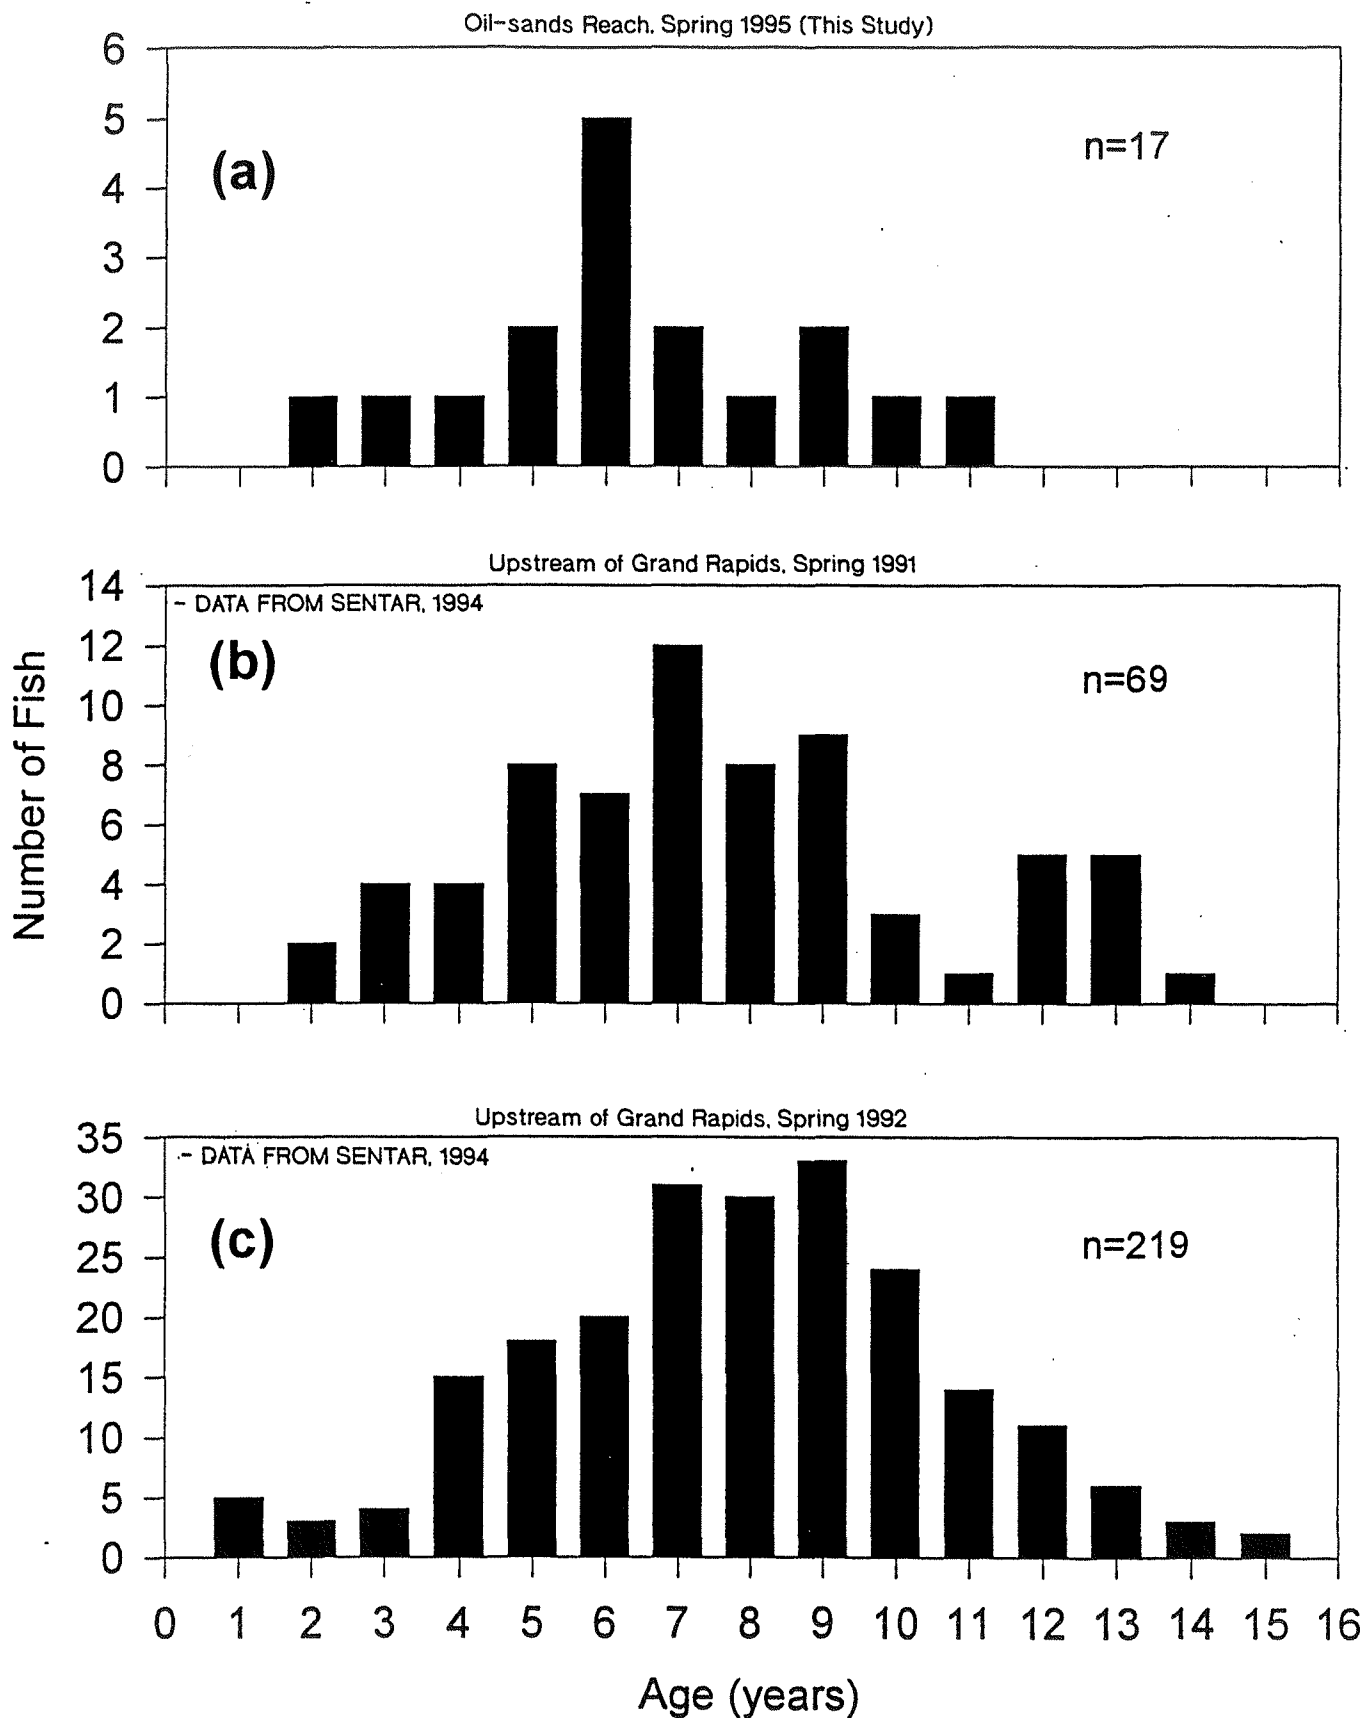 Oil-sands Reach, Spring 1995 (This Study)
6
5
4
3
2
1
0
(a)
n=17
Upstream of Grand Rapids, Spring 1991
14
12
10
8
6
4
2
0
- DATA FROM SENTAR, 1994
(b)
n=69
Number of Fish
Upstream of Grand Rapids, Spring 1992
35
30
25
20
15
10
5
0
- DATA FROM SENTAR, 1994
(c)
n=219
0 1 2 3 4 5 6 7 8 9 10 11 12 13 14 15 16
Age (years)